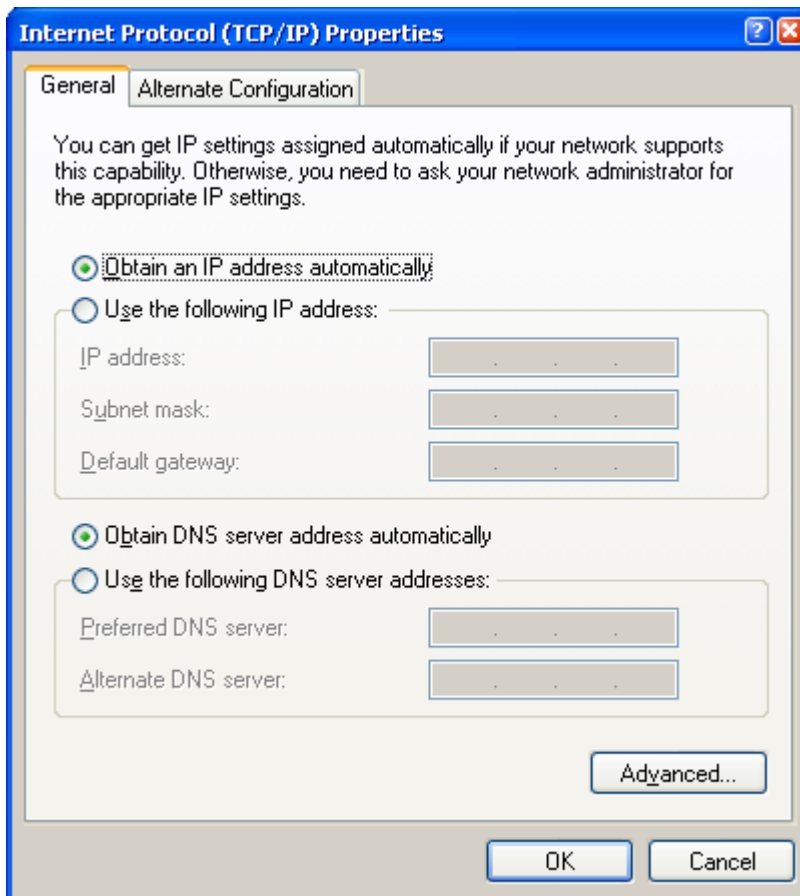 Internet Protocol (TCP/IP) Properties
General
Alternate Configuration
You can get IP settings assigned automatically if your network supports
this capability. Otherwise, you need to ask your network administrator for
the appropriate IP settings.
Obtain an IP address automatically
Use the following IP address:
IP address:
Subnet mask:
Default gateway:
Obtain DNS server address automatically
Use the following DNS server addresses:
Preferred DNS server:
Alternate DNS server:
Advanced...
OK
Cancel